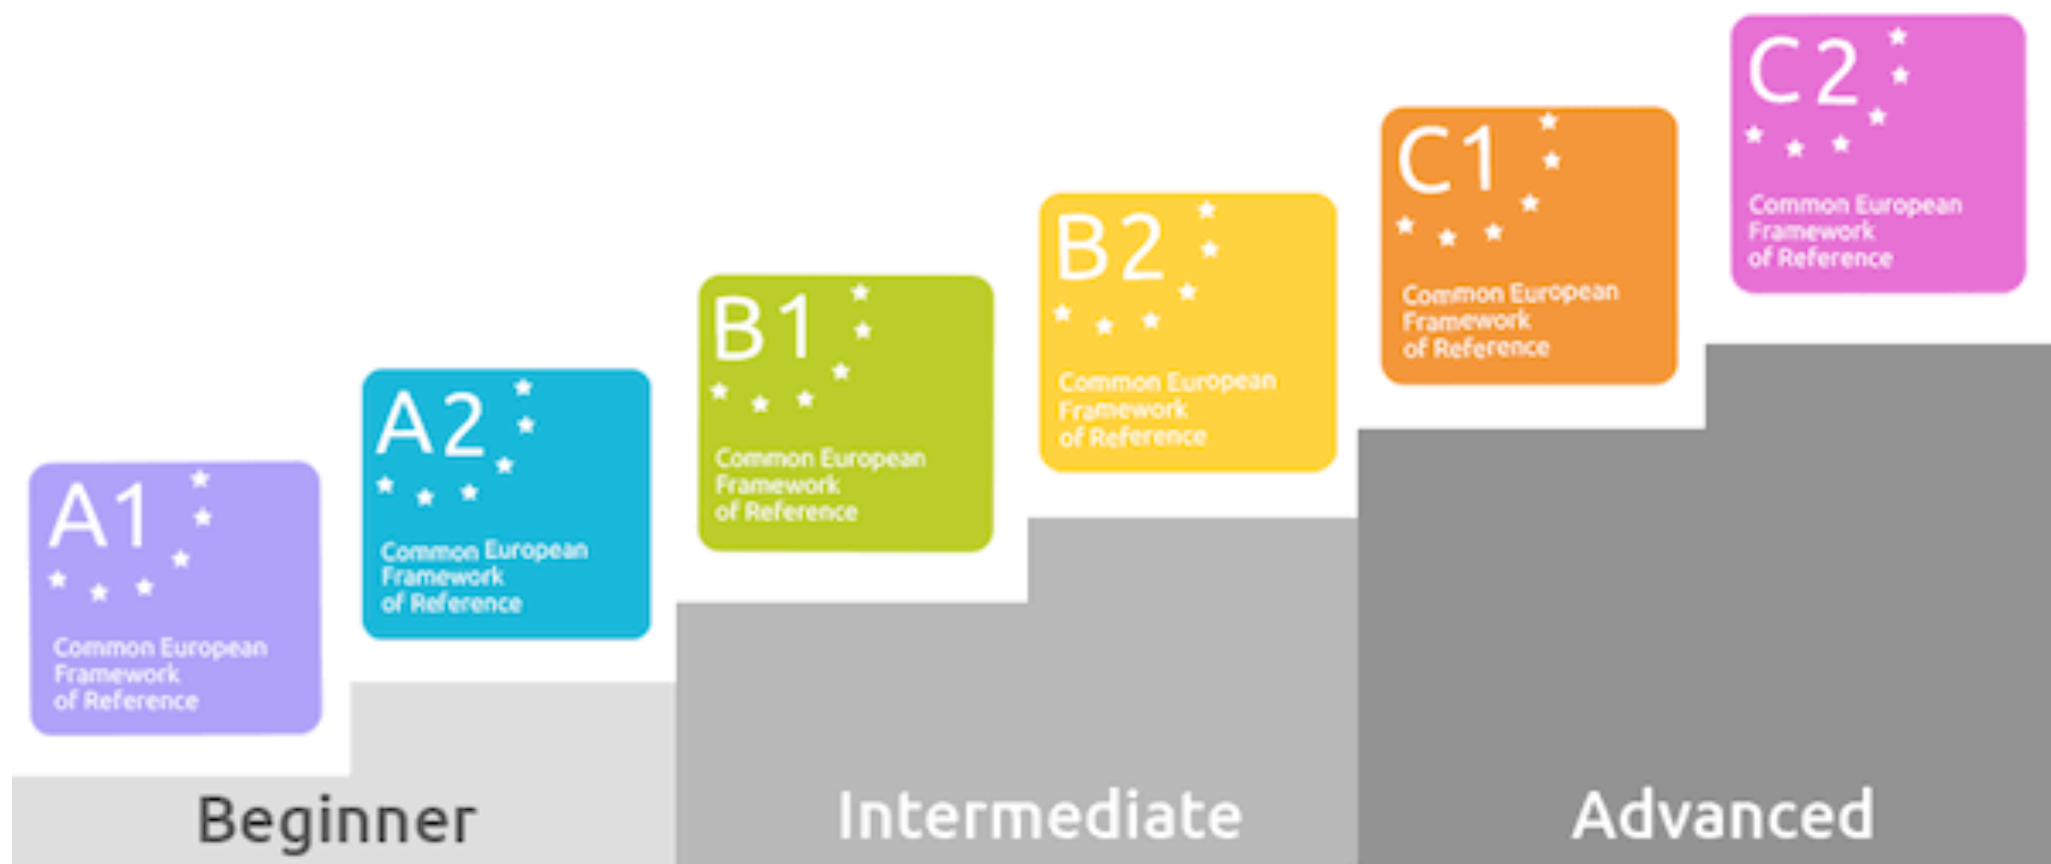 A1
Common European
Framework
of Reference
A2
Common European
Framework
of Reference
B1
Common European
Framework
of Reference
B2
Common European
Framework
of Reference
C1
Common European
Framework
of Reference
C2
Common European
Framework
of Reference
Beginner
Intermediate
Advanced